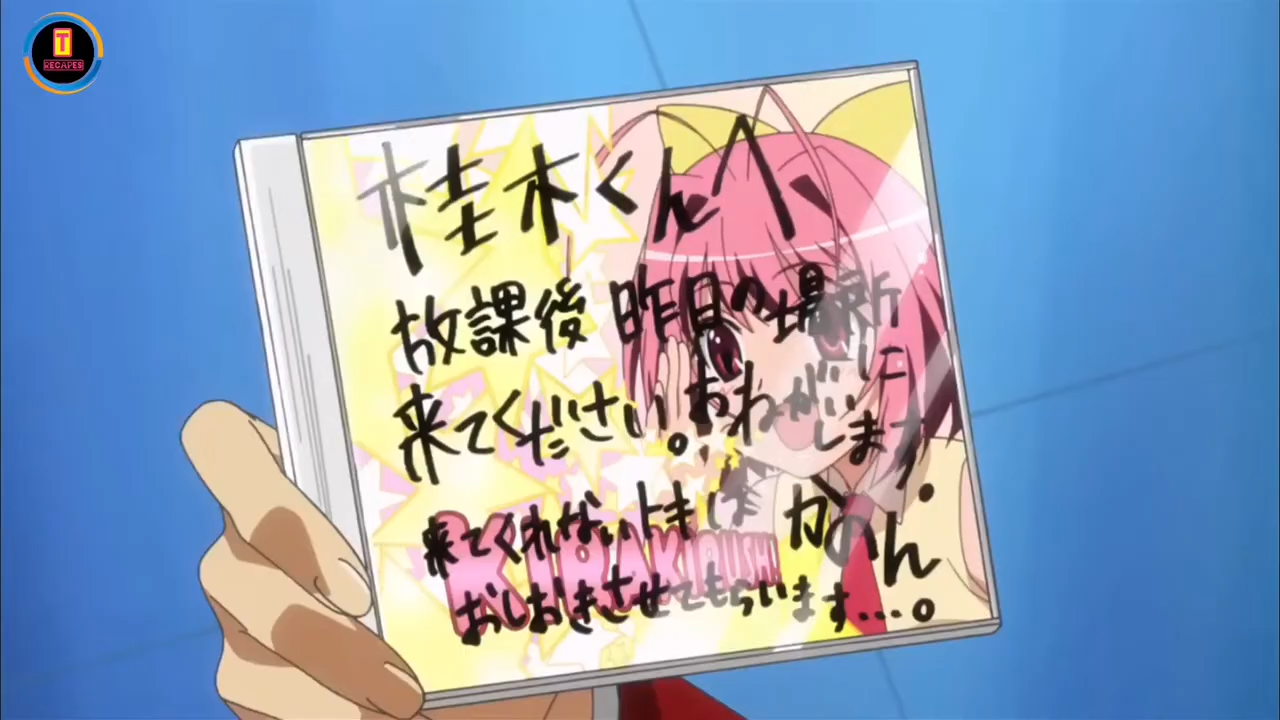 T
RECAPES
桂木くんへ
放課後 昨日の場所に
来てください。おねがいします.
かのん
来てくれないトキは
おしおきさせてもらいます…。
KIRAKIRUSH!